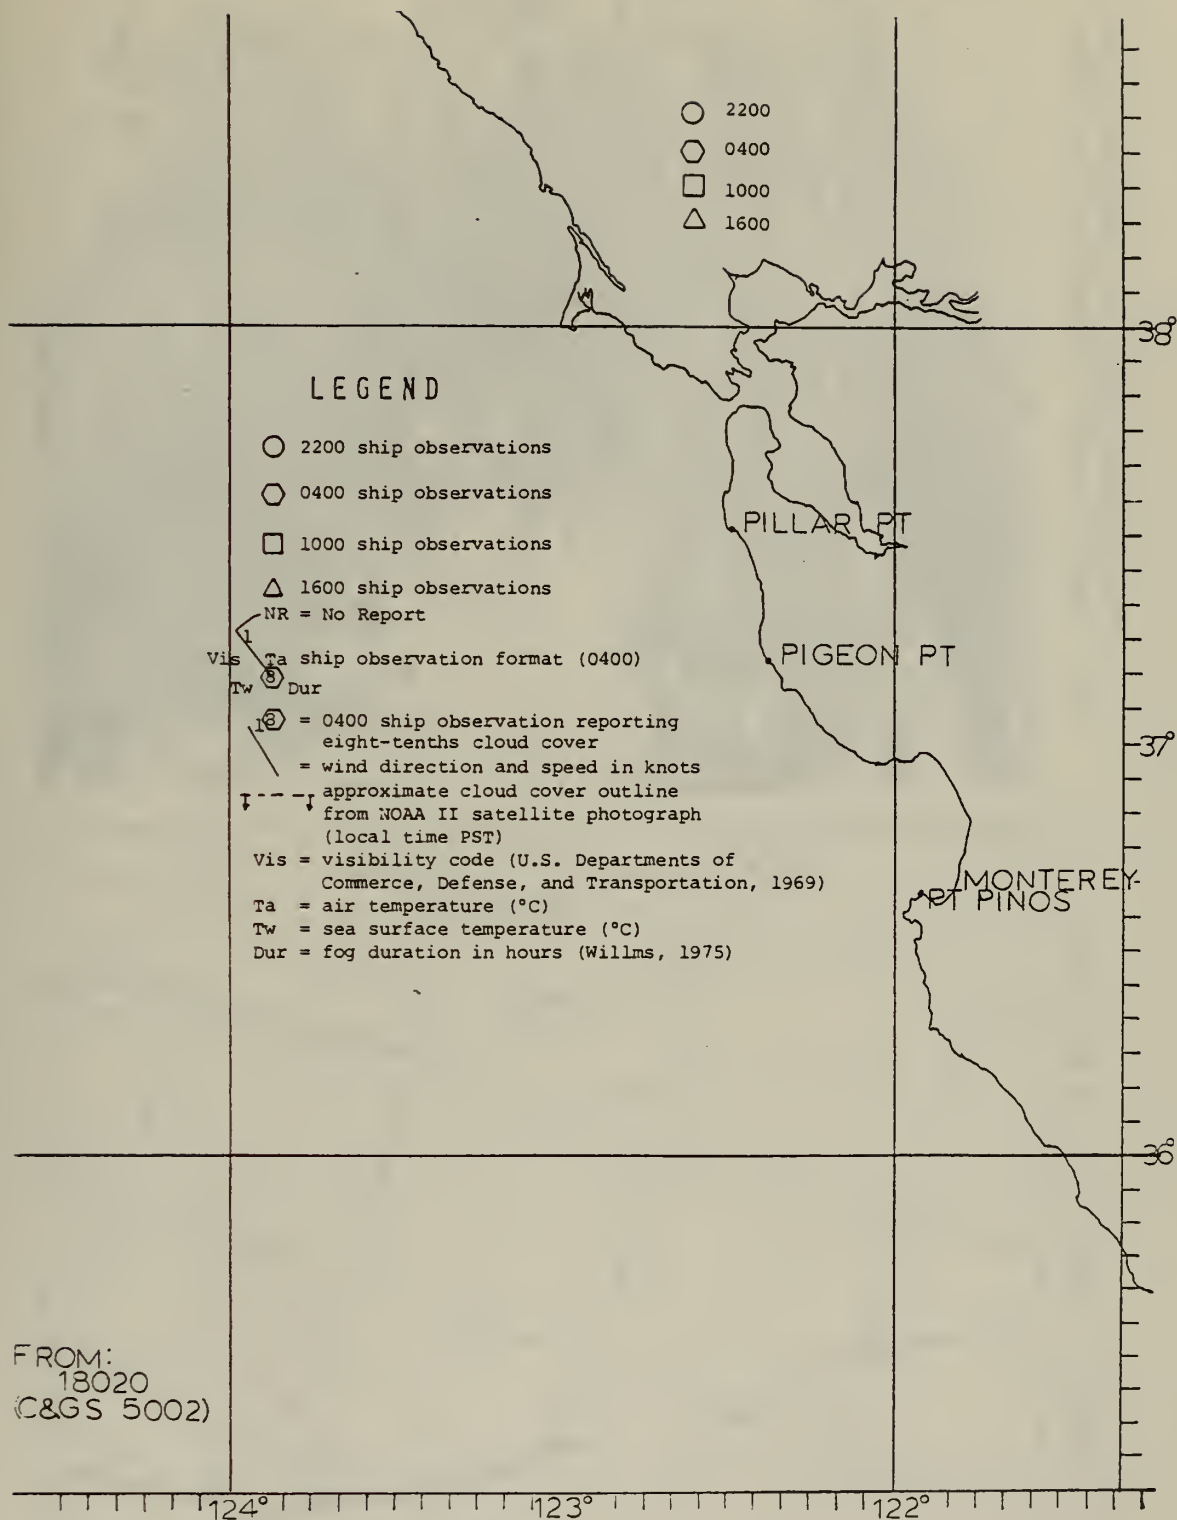 2200
0400
1000
1600
38°
LEGEND
2200 ship observations
0400 ship observations
PILLAR PT
1000 ship observations
1600 ship observations
NR = No Report
1
Vis Ta ship observation format (0400)
8
Tw Dur
PIGEON PT
18 = 0400 ship observation reporting
eight-tenths cloud cover
37°
= wind direction and speed in knots
approximate cloud cover outline
from NOAA II satellite photograph
(local time PST)
Vis = visibility code (U.S. Departments of
Commerce, Defense, and Transportation, 1969)
MONTEREY
PT PINOS
Ta = air temperature (°C)
Tw = sea surface temperature (°C)
Dur = fog duration in hours (Willms, 1975)
36°
FROM:
18020
(C&GS 5002)
124°
123°
122°